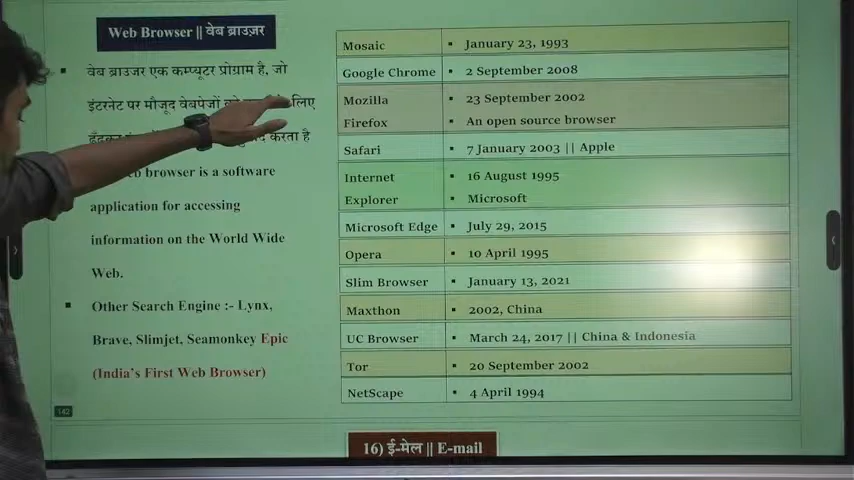 Web Browser || वेब ब्राउज़र
वेब ब्राउजर एक कम्प्यूटर प्रोग्राम है, जो
इंटरनेट पर मौजूद वेबपेजों को लिए
करता है
browser is a software
application for accessing
information on the World Wide
Web.
Other Search Engine :- Lynx,
Brave, Slimjet, Seamonkey Epic
(India's First Web Browser)
142
Mosaic ▪ January 23, 1993
Google Chrome ▪ 2 September 2008
Mozilla ▪ 23 September 2002
Firefox ▪ An open source browser
Safari ▪ 7 January 2003 || Apple
Internet ▪ 16 August 1995
Explorer ▪ Microsoft
Microsoft Edge ▪ July 29, 2015
Opera ▪ 10 April 1995
Slim Browser ▪ January 13, 2021
Maxthon ▪ 2002, China
UC Browser ▪ March 24, 2017 || China & Indonesia
Tor ▪ 20 September 2002
NetScape ▪ 4 April 1994
16) ई-मेल || E-mail